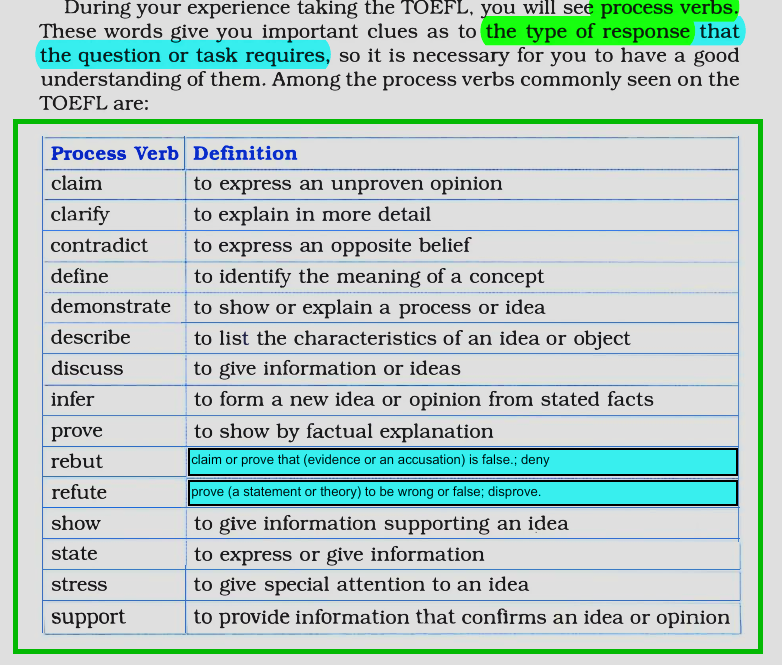 During your experience taking the TOEFL, you will see process verbs.
These words give you important clues as to the type of response that
the question or task requires, so it is necessary for you to have a good
understanding of them. Among the process verbs commonly seen on the
TOEFL are:
Process Verb Definition
claim to express an unproven opinion
clarify to explain in more detail
contradict to express an opposite belief
define to identify the meaning of a concept
demonstrate to show or explain a process or idea
describe to list the characteristics of an idea or object
discuss to give information or ideas
infer to form a new idea or opinion from stated facts
prove to show by factual explanation
rebut claim or prove that (evidence or an accusation) is false.; deny
refute prove (a statement or theory) to be wrong or false; disprove.
show to give information supporting an idea
state to express or give information
stress to give special attention to an idea
support to provide information that confirms an idea or opinion